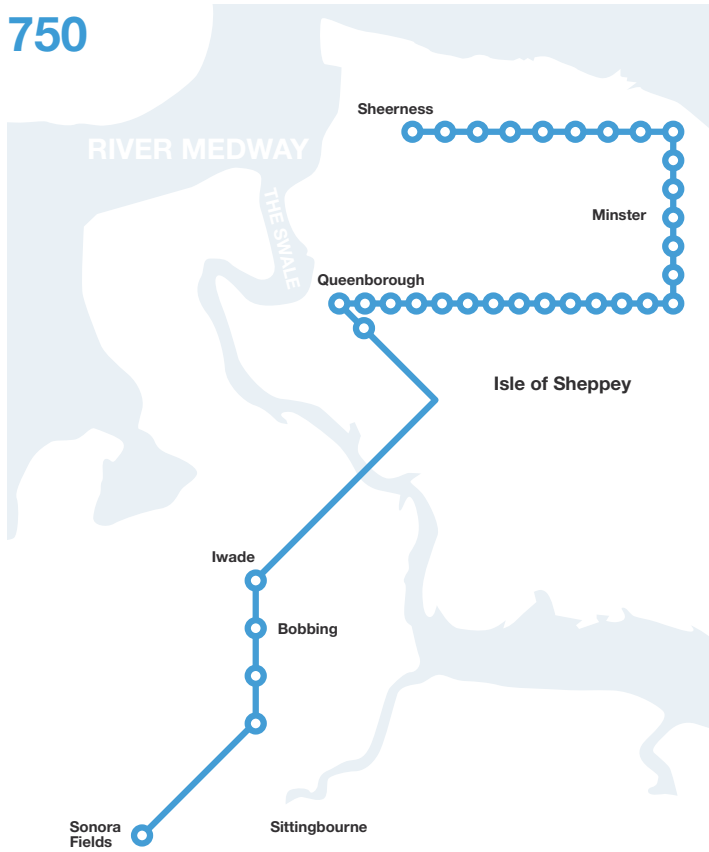 750
Sheerness
RIVER MEDWAY
THE SWALE
Minster
Queenborough
Isle of Sheppey
Iwade
Bobbing
Sonora
Fields
Sittingbourne